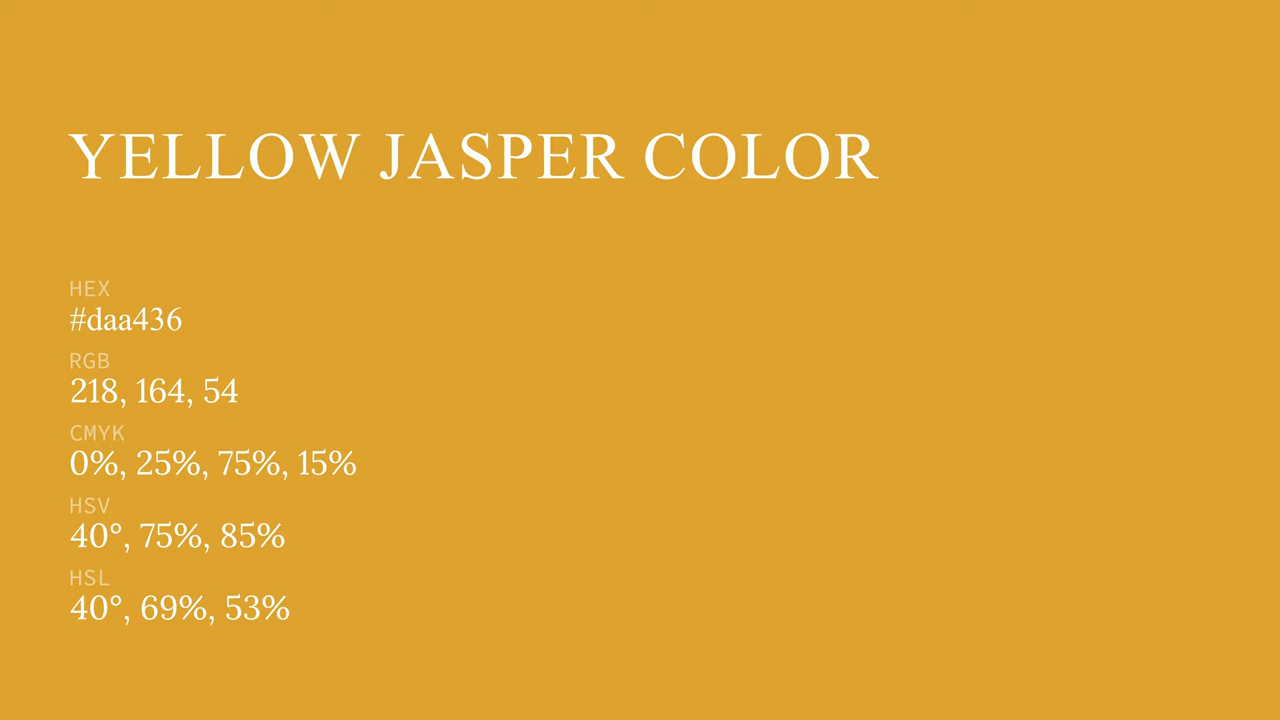 YELLOW JASPER COLOR
HEX
#daa436
RGB
218, 164, 54
CMYK
0%, 25%, 75%, 15%
HSV
40°, 75%, 85%
HSL
40°, 69%, 53%